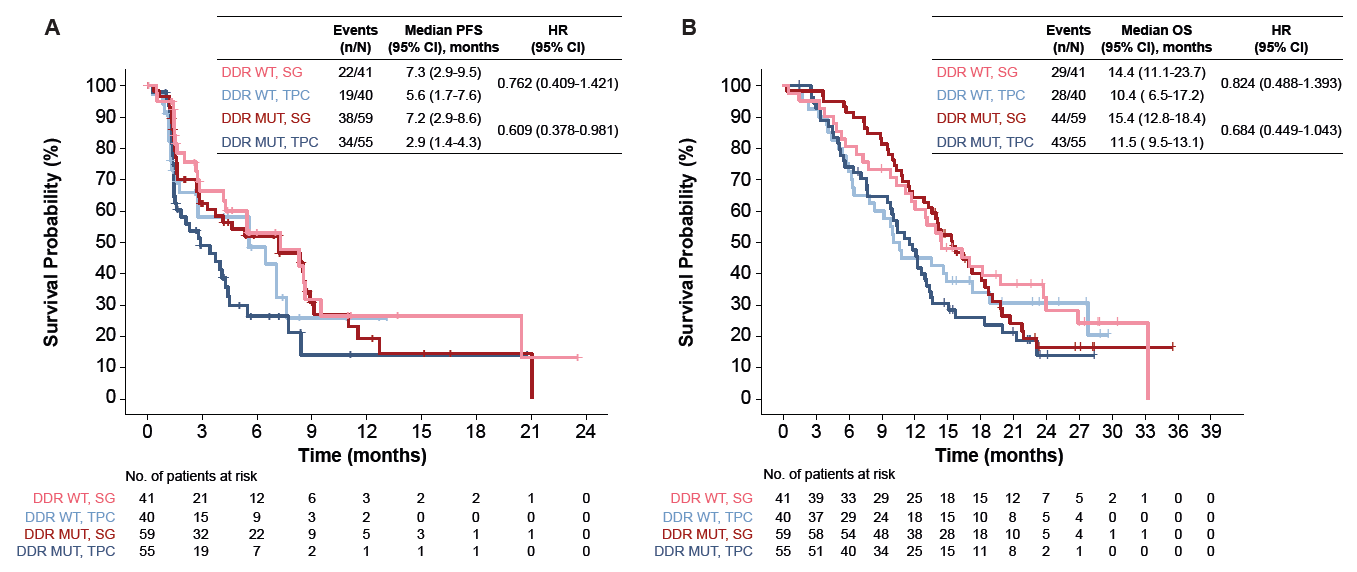 A
Events Median PFS HR
(n/N) (95% CI), months (95% CI)
DDR WT, SG 22/41 7.3 (2.9-9.5)
0.762 (0.409-1.421)
DDR WT, TPC 19/40 5.6 (1.7-7.6)
DDR MUT, SG 38/59 7.2 (2.9-8.6)
0.609 (0.378-0.981)
DDR MUT, TPC 34/55 2.9 (1.4-4.3)
Survival Probability (%)
100
90
80
70
60
50
40
30
20
10
0
0 3 6 9 12 15 18 21 24
Time (months)
No. of patients at risk
DDR WT, SG 41 21 12 6 3 2 2 1 0
DDR WT, TPC 40 15 9 3 2 0 0 0 0
DDR MUT, SG 59 32 22 9 5 3 1 1 0
DDR MUT, TPC 55 19 7 2 1 1 1 0 0
B
Events Median OS HR
(n/N) (95% CI), months (95% CI)
DDR WT, SG 29/41 14.4 (11.1-23.7)
0.824 (0.488-1.393)
DDR WT, TPC 28/40 10.4 ( 6.5-17.2)
DDR MUT, SG 44/59 15.4 (12.8-18.4)
0.684 (0.449-1.043)
DDR MUT, TPC 43/55 11.5 ( 9.5-13.1)
Survival Probability (%)
100
90
80
70
60
50
40
30
20
10
0
0 3 6 9 12 15 18 21 24 27 30 33 36 39
Time (months)
No. of patients at risk
DDR WT, SG 41 39 33 29 25 18 15 12 7 5 2 1 0 0
DDR WT, TPC 40 37 29 24 18 15 10 8 5 4 0 0 0 0
DDR MUT, SG 59 58 54 48 38 28 18 10 5 4 1 1 0 0
DDR MUT, TPC 55 51 40 34 25 15 11 8 2 1 0 0 0 0